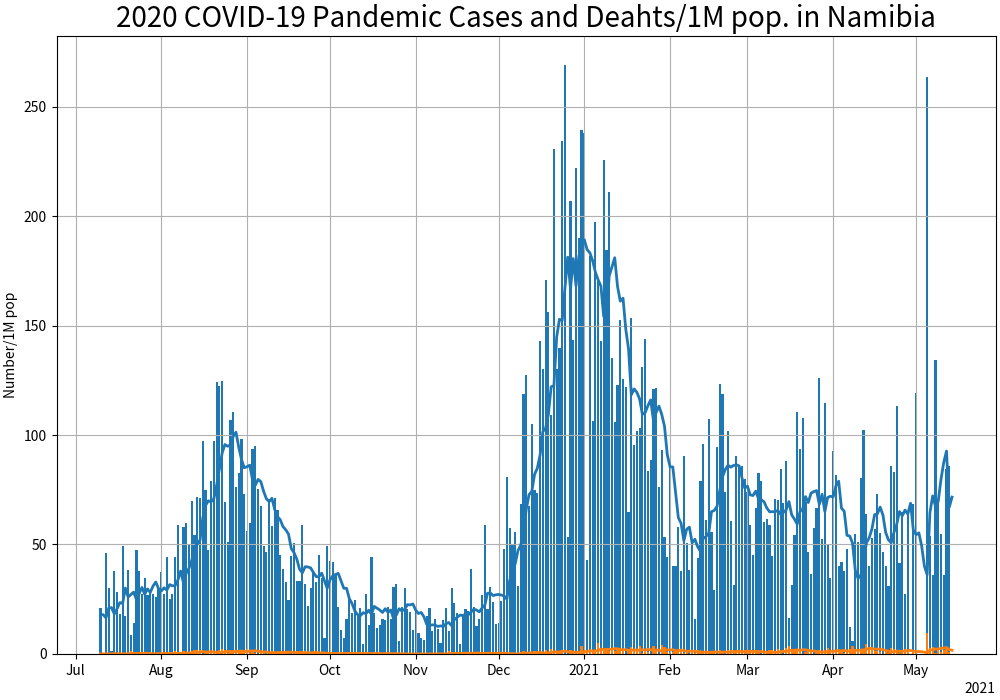 2020 COVID-19 Pandemic Cases and Deahts/1M pop. in Namibia
Number/1M pop
250
200
150
100
50
0
Jul Aug Sep Oct Nov Dec 2021 Feb Mar Apr May
2021